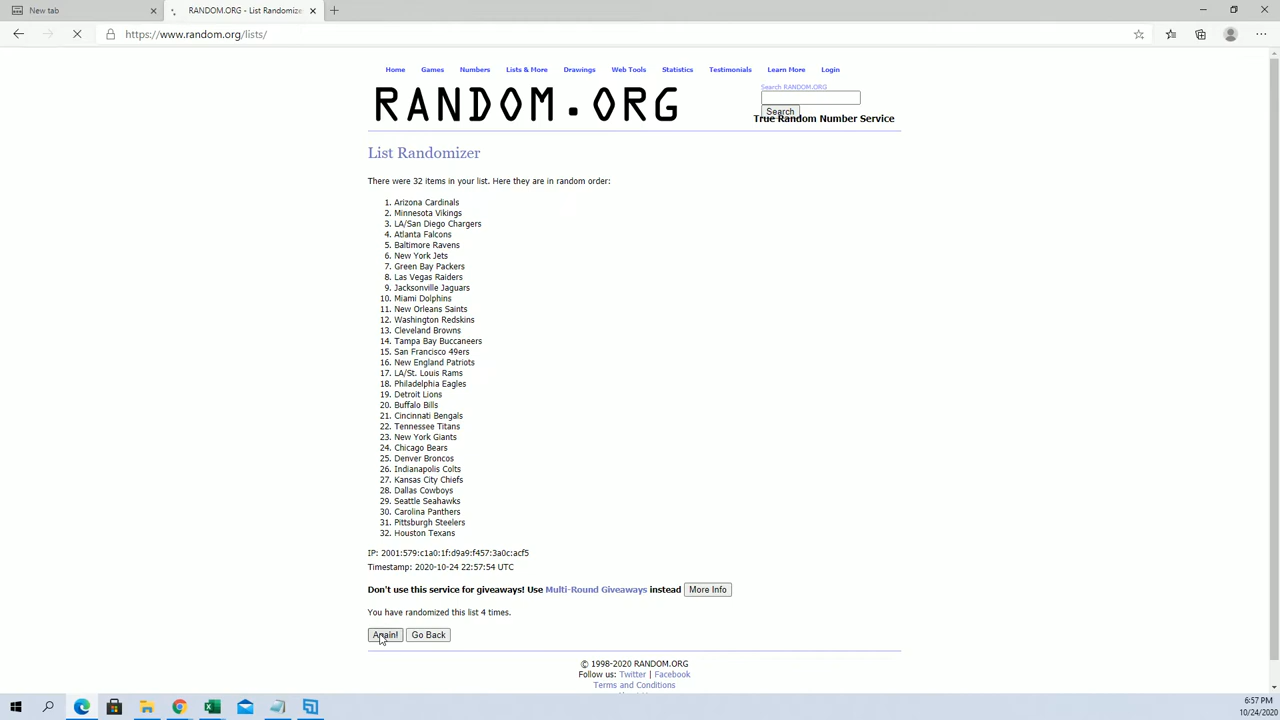 New tab
RANDOM.ORG - List Randomize
https://www.random.org/lists/
Home Games Numbers Lists & More Drawings Web Tools Statistics Testimonials Learn More Login
Search RANDOM.ORG
RANDOM.ORG
Search
True Random Number Service
List Randomizer
There were 32 items in your list. Here they are in random order:
1. Arizona Cardinals
2. Minnesota Vikings
3. LA/San Diego Chargers
4. Atlanta Falcons
5. Baltimore Ravens
6. New York Jets
7. Green Bay Packers
8. Las Vegas Raiders
9. Jacksonville Jaguars
10. Miami Dolphins
11. New Orleans Saints
12. Washington Redskins
13. Cleveland Browns
14. Tampa Bay Buccaneers
15. San Francisco 49ers
16. New England Patriots
17. LA/St. Louis Rams
18. Philadelphia Eagles
19. Detroit Lions
20. Buffalo Bills
21. Cincinnati Bengals
22. Tennessee Titans
23. New York Giants
24. Chicago Bears
25. Denver Broncos
26. Indianapolis Colts
27. Kansas City Chiefs
28. Dallas Cowboys
29. Seattle Seahawks
30. Carolina Panthers
31. Pittsburgh Steelers
32. Houston Texans
IP: 2001:579:c1a0:1f:d9a9:f457:3a0c:acf5
Timestamp: 2020-10-24 22:57:54 UTC
Don't use this service for giveaways! Use Multi-Round Giveaways instead More Info
You have randomized this list 4 times.
Again! Go Back
© 1998-2020 RANDOM.ORG
Follow us: Twitter | Facebook
Terms and Conditions
6:57 PM
10/24/2020